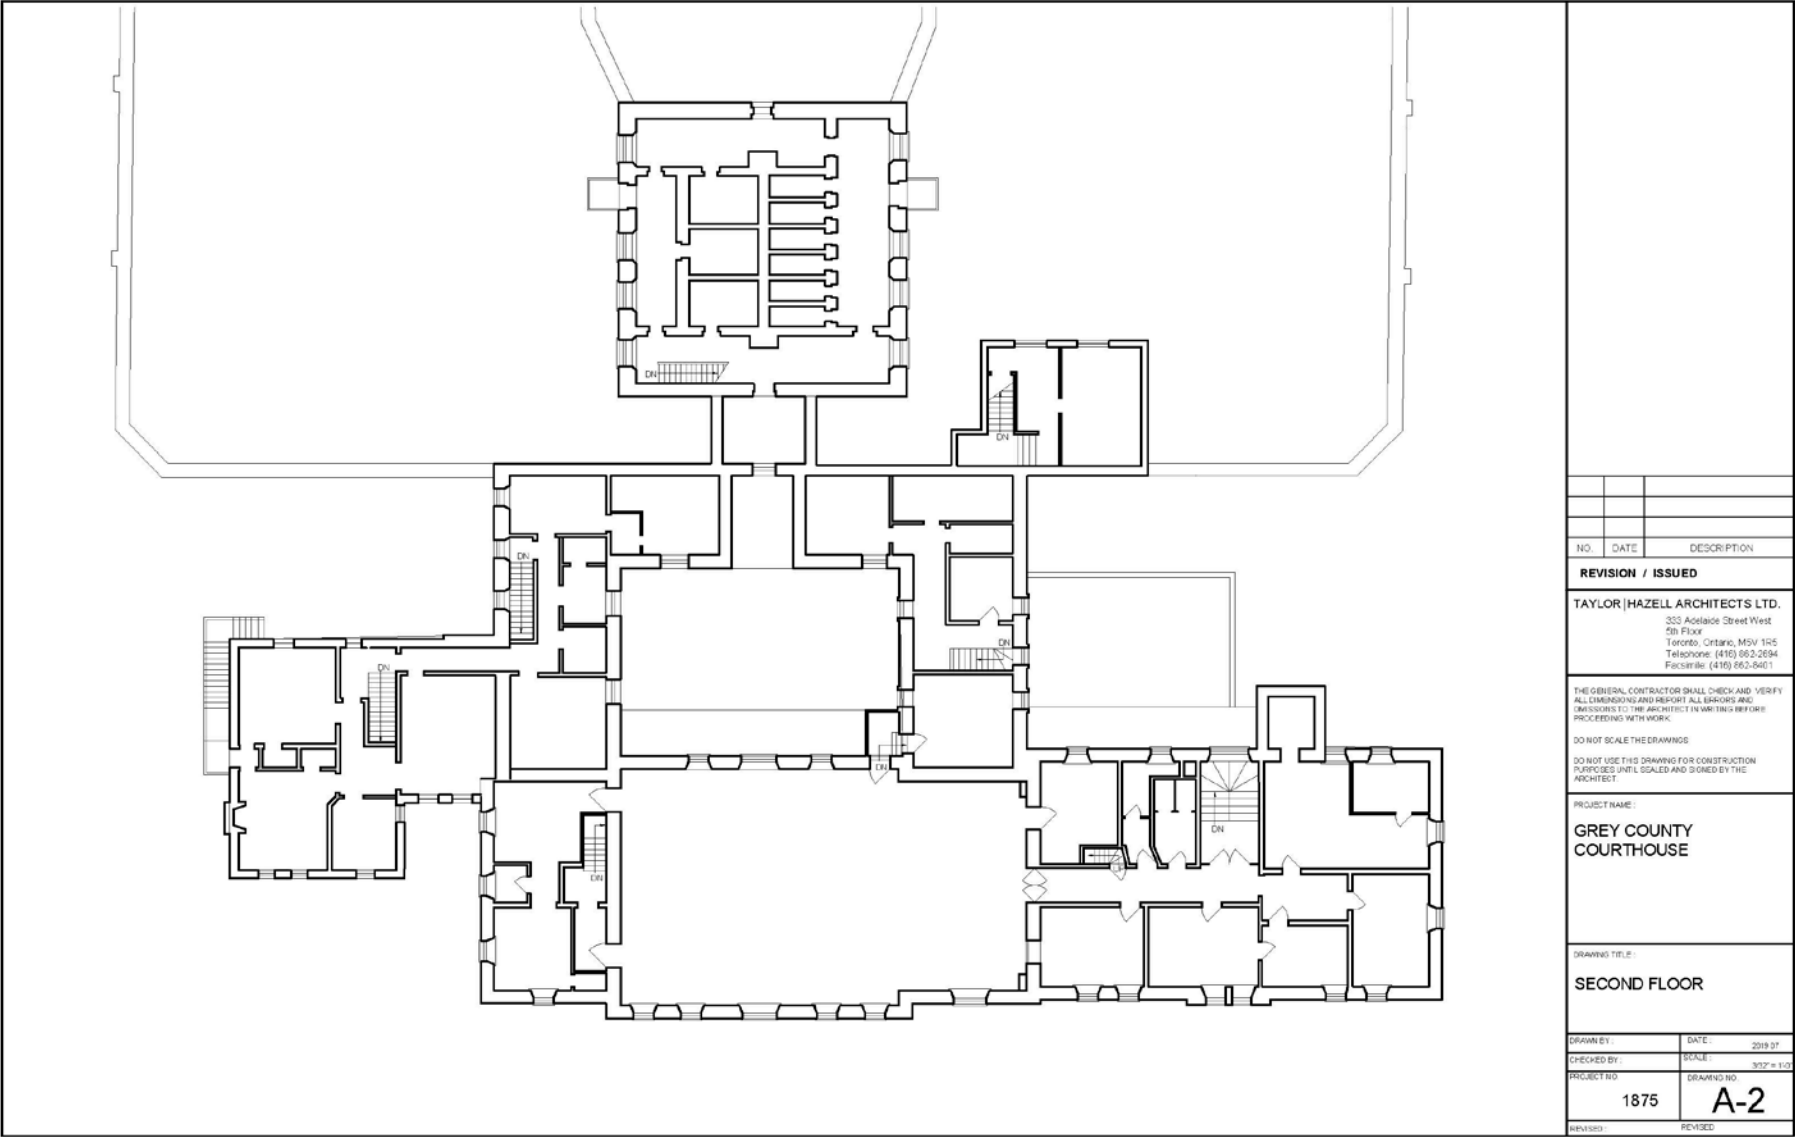 DN
DN
DN
DN
DN
DN
DN
DN
NO. DATE DESCRIPTION
REVISION / ISSUED
TAYLOR | HAZELL ARCHITECTS LTD.
333 Adelaide Street West
5th Floor
Toronto, Ontario, M5V 1R5
Telephone: (416) 862-2694
Facsimile: (416) 862-8401
THE GENERAL CONTRACTOR SHALL CHECK AND VERIFY
ALL DIMENSIONS AND REPORT ALL ERRORS AND
OMISSIONS TO THE ARCHITECT IN WRITING BEFORE
PROCEEDING WITH WORK
DO NOT SCALE THE DRAWINGS
DO NOT USE THIS DRAWING FOR CONSTRUCTION
PURPOSES UNTIL SEALED AND SIGNED BY THE
ARCHITECT
PROJECT NAME :
GREY COUNTY
COURTHOUSE
DRAWING TITLE :
SECOND FLOOR
DRAWN BY : DATE : 2019 07
CHECKED BY : SCALE : 3/32" = 1'-0"
PROJECT NO. DRAWING NO.
1875 A-2
REVISED : REVISED